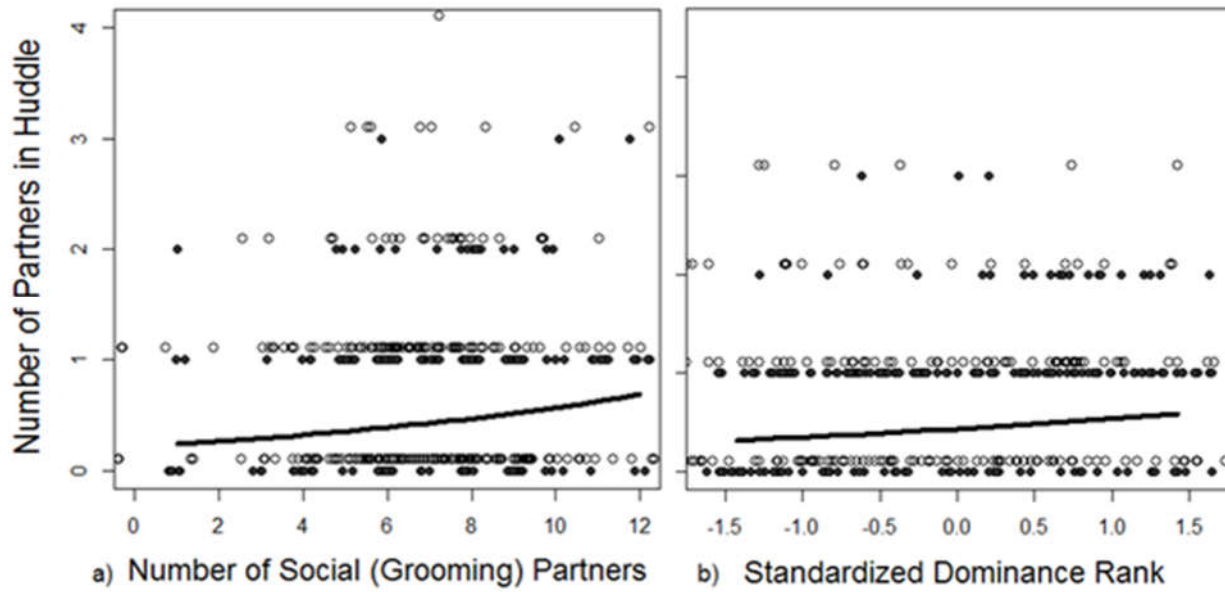 Number of Partners in Huddle
4
3
2
1
0
0 2 4 6 8 10 12
-1.5 -1.0 -0.5 0.0 0.5 1.0 1.5
a) Number of Social (Grooming) Partners
b) Standardized Dominance Rank